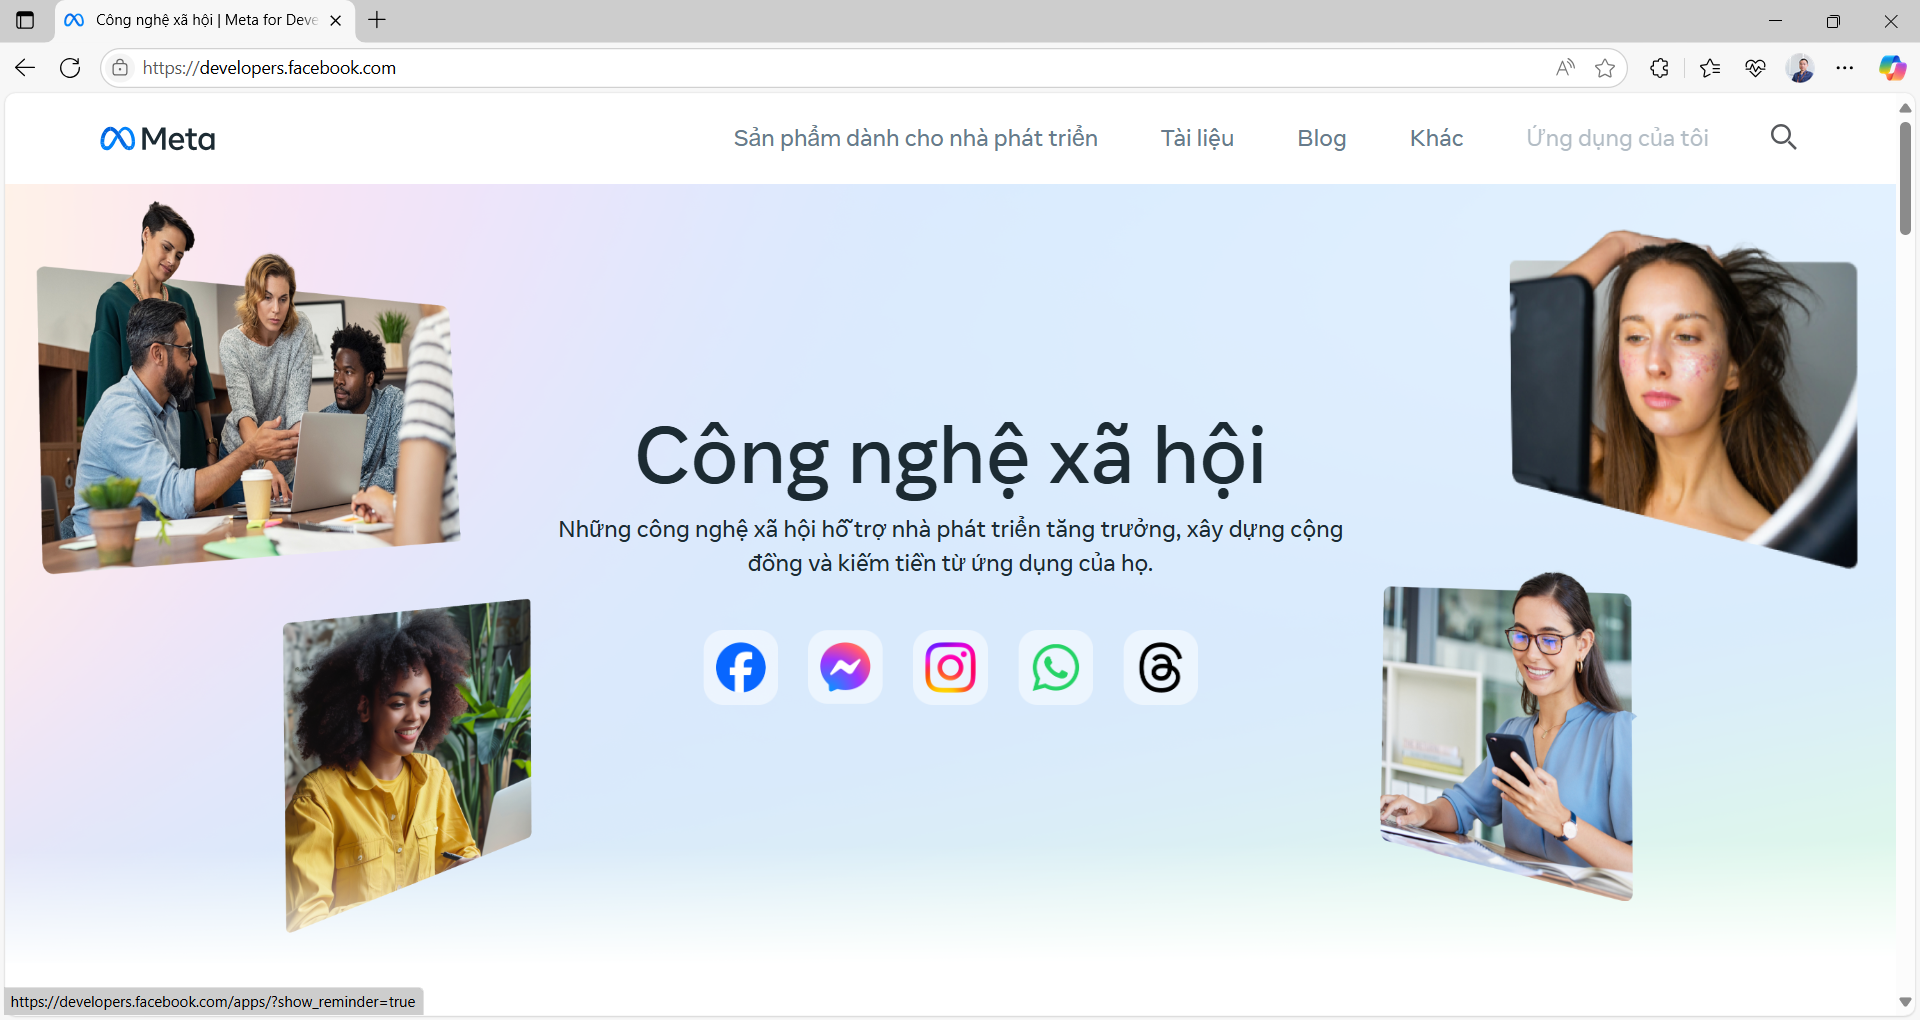 Công nghệ xã hội | Meta for Deve
https://developers.facebook.com
Meta
Sản phẩm dành cho nhà phát triển
Tài liệu
Blog
Khác
Ứng dụng của tôi
Công nghệ xã hội
Những công nghệ xã hội hỗ trợ nhà phát triển tăng trưởng, xây dựng cộng
đồng và kiếm tiền từ ứng dụng của họ.
https://developers.facebook.com/apps/?show_reminder=true